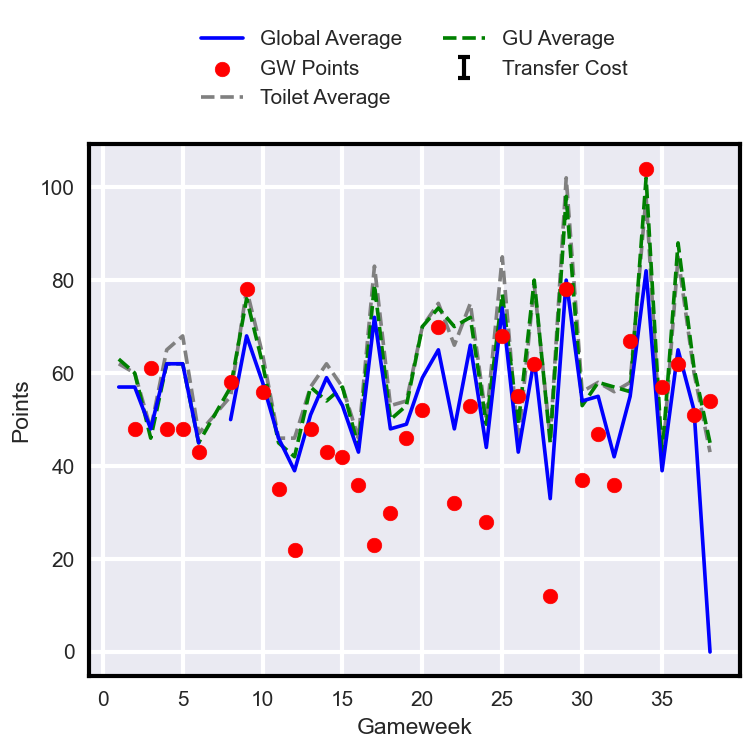 Global Average
GW Points
Toilet Average
GU Average
Transfer Cost
100
80
60
40
20
0
Points
0 5 10 15 20 25 30 35
Gameweek